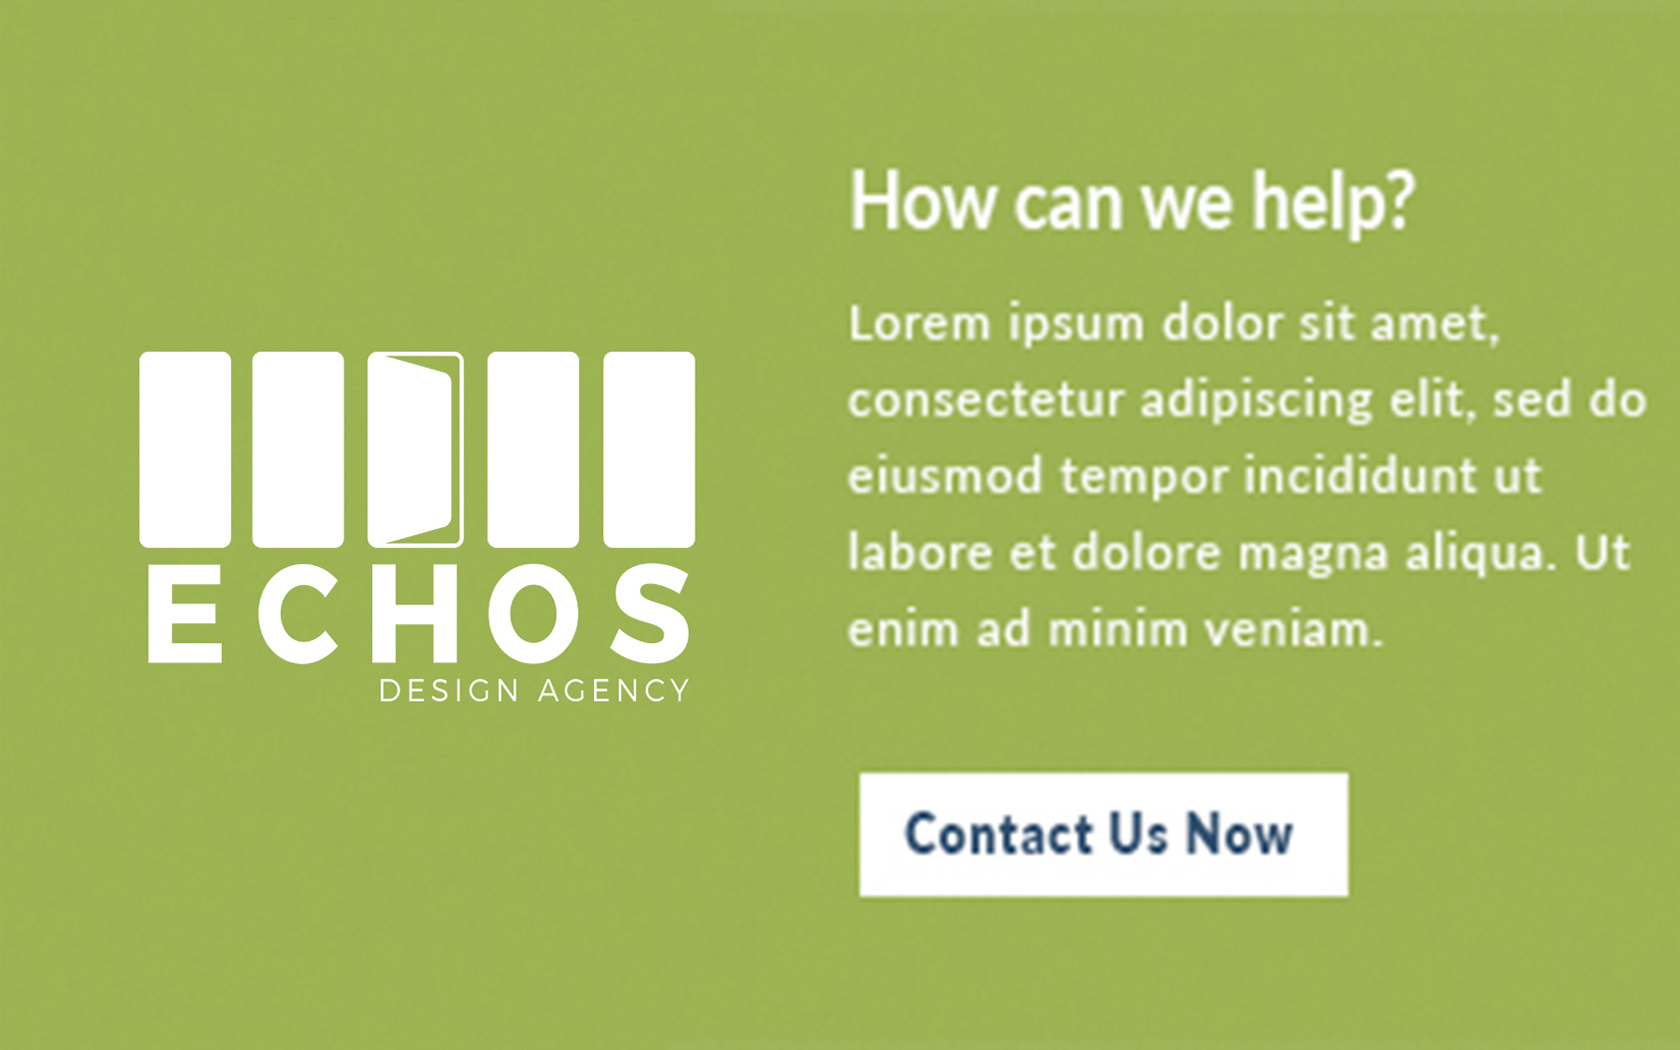 ECHOS
DESIGN AGENCY
How can we help?
Lorem ipsum dolor sit amet,
consectetur adipiscing elit, sed do
eiusmod tempor incididunt ut
labore et dolore magna aliqua. Ut
enim ad minim veniam.
Contact Us Now